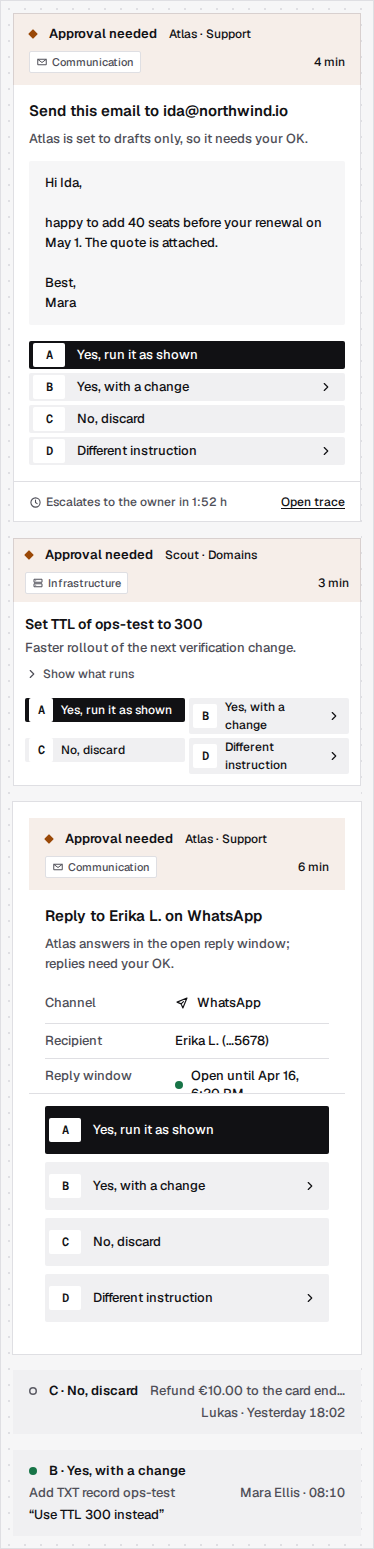 Approval needed Atlas · Support
Communication 4 min
Send this email to ida@northwind.io
Atlas is set to drafts only, so it needs your OK.
Hi Ida,
happy to add 40 seats before your renewal on
May 1. The quote is attached.
Best,
Mara
A Yes, run it as shown
B Yes, with a change
C No, discard
D Different instruction
Escalates to the owner in 1:52 h Open trace
Approval needed Scout · Domains
Infrastructure 3 min
Set TTL of ops-test to 300
Faster rollout of the next verification change.
Show what runs
A Yes, run it as shown
B Yes, with a
change
C No, discard
D Different
instruction
Approval needed Atlas · Support
Communication 6 min
Reply to Erika L. on WhatsApp
Atlas answers in the open reply window;
replies need your OK.
Channel WhatsApp
Recipient Erika L. (…5678)
Reply window Open until Apr 16,
A Yes, run it as shown
B Yes, with a change
C No, discard
D Different instruction
C · No, discard Refund €10.00 to the card end…
Lukas · Yesterday 18:02
B · Yes, with a change
Add TXT record ops-test Mara Ellis · 08:10
“Use TTL 300 instead”